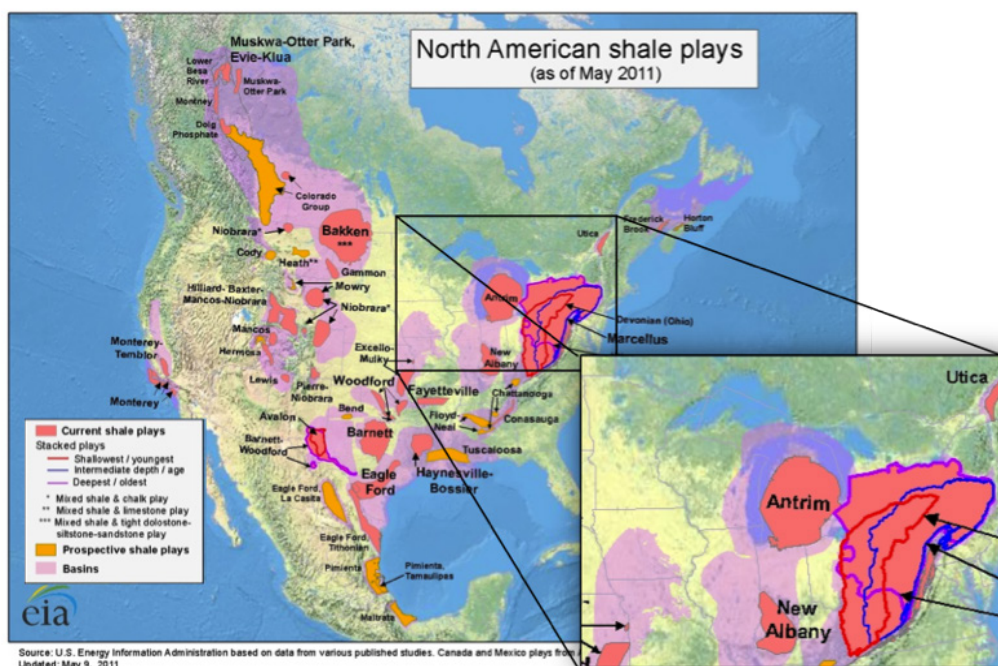 North American shale plays
(as of May 2011)
Muskwa-Otter Park,
Evie-Klua
Lower
Besa
River
Muskwa-
Otter Park
Montney
Doig
Phosphate
Colorado
Group
Niobrara*
Bakken
***
Cody
Heath**
Gammon
Mowry
Hilliard-Baxter-
Mancos-Niobrara
Niobrara*
Mancos
Hermosa
Lewis
Pierre-
Niobrara
Monterey-
Temblor
Monterey
Excello-
Mulky
Woodford
Fayetteville
Bend
Avalon
Barnett
Barnett-
Woodford
Eagle
Ford
Haynesville-
Bossier
Floyd-
Neal
Chattanooga
Conasauga
Tuscaloosa
Eagle Ford,
La Casita
Eagle Ford,
Tithonian
Pimienta
Pimienta,
Tamaulipas
Maltrata
Antrim
New
Albany
Devonian (Ohio)
Marcellus
Utica
Frederick
Brook
Horton
Bluff
Utica
Antrim
New
Albany
Current shale plays
Stacked plays
Shallowest / youngest
Intermediate depth / age
Deepest / oldest
* Mixed shale & chalk play
** Mixed shale & limestone play
*** Mixed shale & tight dolostone-
siltstone-sandstone play
Prospective shale plays
Basins
eia
Source: U.S. Energy Information Administration based on data from various published studies. Canada and Mexico plays from
Updated: May 9, 2011